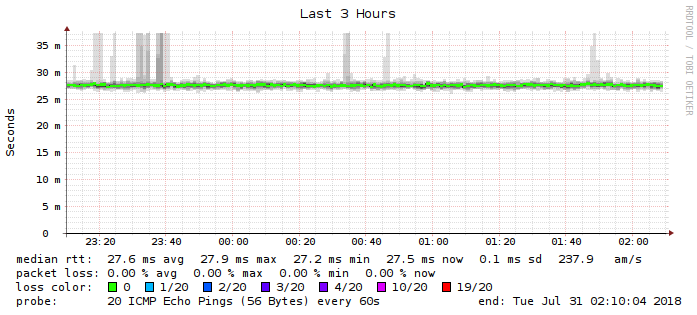 Last 3 Hours
RRDTOOL / TOBI OETIKER
Seconds
35 m
30 m
25 m
20 m
15 m
10 m
5 m
0
23:20 23:40 00:00 00:20 00:40 01:00 01:20 01:40 02:00
median rtt: 27.6 ms avg 27.9 ms max 27.2 ms min 27.5 ms now 0.1 ms sd 237.9 am/s
packet loss: 0.00 % avg 0.00 % max 0.00 % min 0.00 % now
loss color: 0 1/20 2/20 3/20 4/20 10/20 19/20
probe: 20 ICMP Echo Pings (56 Bytes) every 60s end: Tue Jul 31 02:10:04 2018